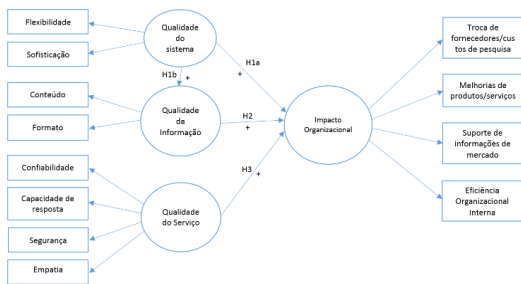 Flexibilidade
Sofisticação
Conteúdo
Formato
Confiabilidade
Capacidade de
resposta
Segurança
Empatia
Qualidade
do
sistema
H1b
+
Qualidade
da
Informação
Qualidade
do Serviço
H1a
+
H2
+
H3
+
Impacto
Organizacional
Troca de
fornecedores/cus
tos de pesquisa
Melhorias de
produtos/serviços
Suporte de
informações de
mercado
Eficiência
Organizacional
Interna